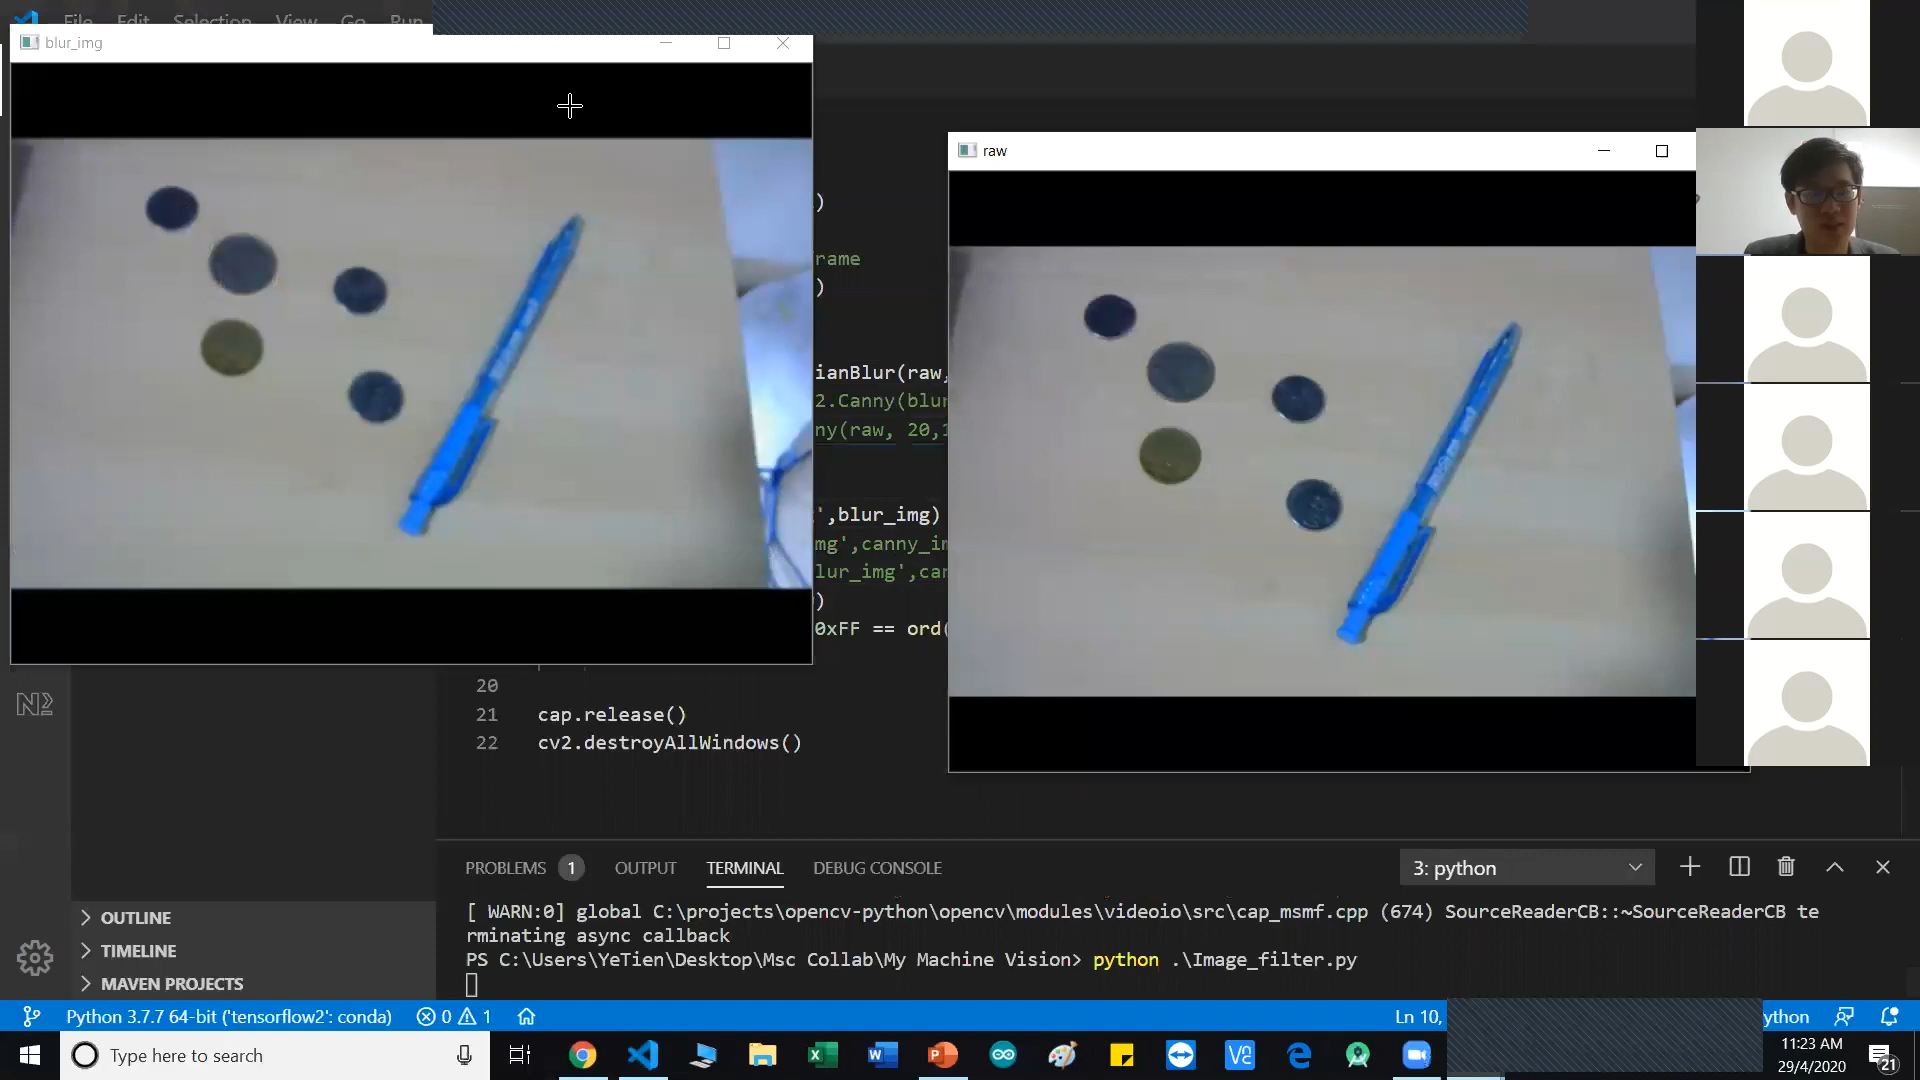 File Edit Selection View Go Run
blur_img
raw
)
rame
)
ianBlur(raw,
2.Canny(blur
ny(raw, 20,1
',blur_img)
mg',canny_im
lur_img',can
)
0xFF == ord(
20
21 cap.release()
22 cv2.destroyAllWindows()
PROBLEMS 1 OUTPUT TERMINAL DEBUG CONSOLE 3: python
[ WARN:0] global C:\projects\opencv-python\opencv\modules\videoio\src\cap_msmf.cpp (674) SourceReaderCB::~SourceReaderCB te
rminating async callback
PS C:\Users\YeTien\Desktop\Msc Collab\My Machine Vision> python .\Image_filter.py
OUTLINE
TIMELINE
MAVEN PROJECTS
Python 3.7.7 64-bit ('tensorflow2': conda) 0 1 Ln 10, ython
Type here to search
11:23 AM
29/4/2020
21